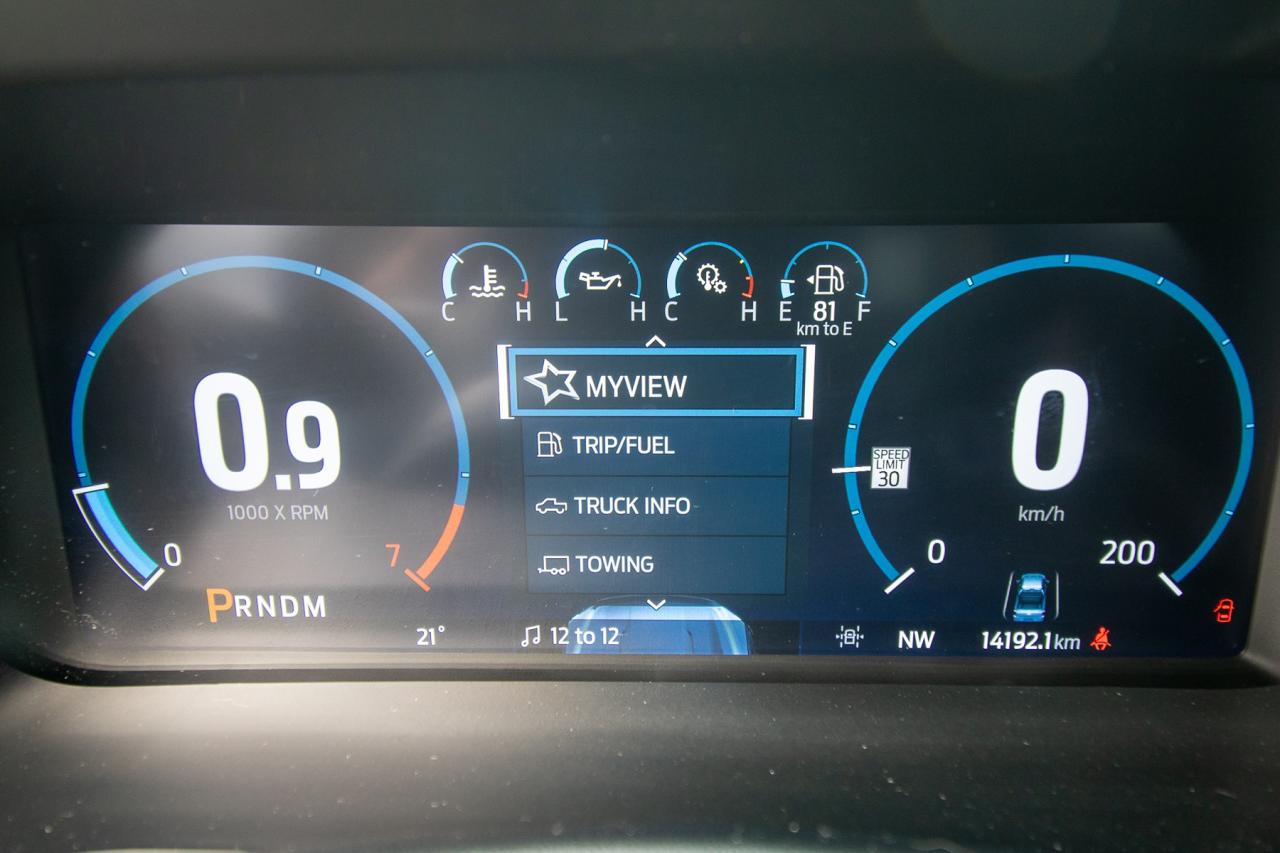 C H
L H
C H
E 81 F
km to E
MYVIEW
TRIP/FUEL
TRUCK INFO
TOWING
0.9
1000 X RPM
0
7
PRNDM
21°
12 to 12
SPEED
LIMIT
30
0
km/h
0
200
NW
14192.1km